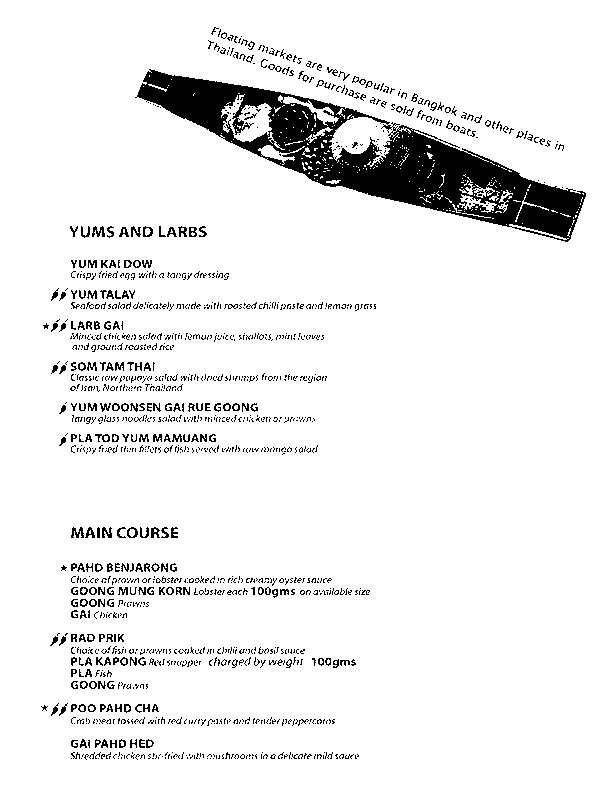 Floating markets are very popular in Bangkok and other places in
Thailand. Goods for purchase are sold from boats.
YUMS AND LARBS
YUM KAI DOW
Crispy fried egg with a tangy dressing
YUM TALAY
Seafood salad delicately made with roasted chilli paste and lemon grass
LARB GAI
Minced chicken salad with lemon juice, shallots, mint leaves
and ground roasted rice
SOM TAM THAI
Classic raw papaya salad with dried shrimps from the region
of Isan, Northern Thailand
YUM WOONSEN GAI RUE GOONG
Tangy glass noodles salad with minced chicken or prawns
PLA TOD YUM MAMUANG
Crispy fried thin fillets of fish served with raw mango salad
MAIN COURSE
PAHD BENJARONG
Choice of prawn or lobster cooked in rich creamy oyster sauce
GOONG MUNG KORN Lobster each 100gms on available size
GOONG Prawns
GAI Chicken
RAD PRIK
Choice of fish or prawns cooked in chilli and basil sauce
PLA KAPONG Red snapper charged by weight 100gms
PLA Fish
GOONG Prawns
POO PAHD CHA
Crab meat tossed with red curry paste and tender peppercorns
GAI PAHD HED
Shredded chicken stir-fried with mushrooms in a delicate mild sauce